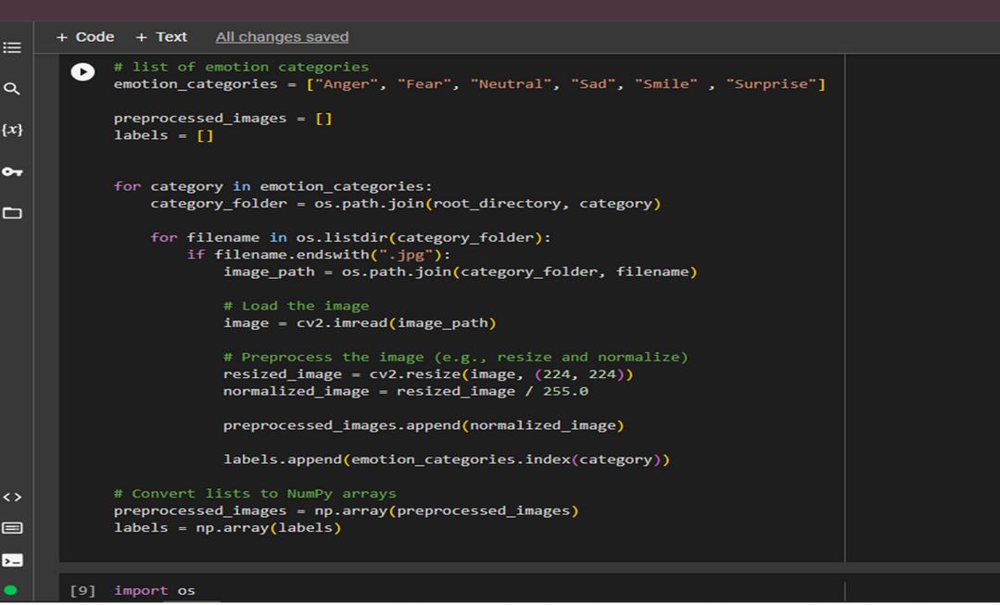 + Code + Text All changes saved
# list of emotion categories
emotion_categories = ["Anger", "Fear", "Neutral", "Sad", "Smile" , "Surprise"]
preprocessed_images = []
labels = []
for category in emotion_categories:
    category_folder = os.path.join(root_directory, category)
    for filename in os.listdir(category_folder):
        if filename.endswith(".jpg"):
            image_path = os.path.join(category_folder, filename)
            # Load the image
            image = cv2.imread(image_path)
            # Preprocess the image (e.g., resize and normalize)
            resized_image = cv2.resize(image, (224, 224))
            normalized_image = resized_image / 255.0
            preprocessed_images.append(normalized_image)
            labels.append(emotion_categories.index(category))
# Convert lists to NumPy arrays
preprocessed_images = np.array(preprocessed_images)
labels = np.array(labels)
[9] import os
{x}